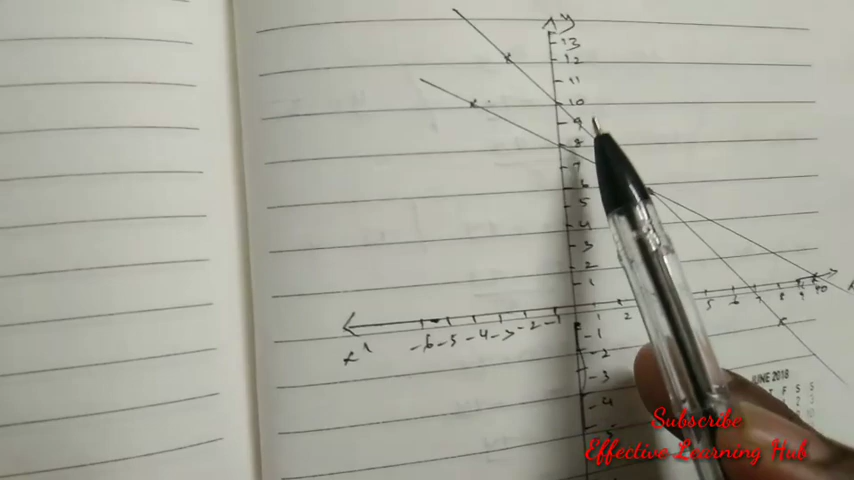 y
13
12
11
10
9
8
7
6
5
4
3
2
1
-6 -5 -4 -3 -2 -1 1 2 5 6 7 8 9 10
-1
-2
-3
-4
JUNE 2018
T F S S
Subscribe
Effective Learning Hub